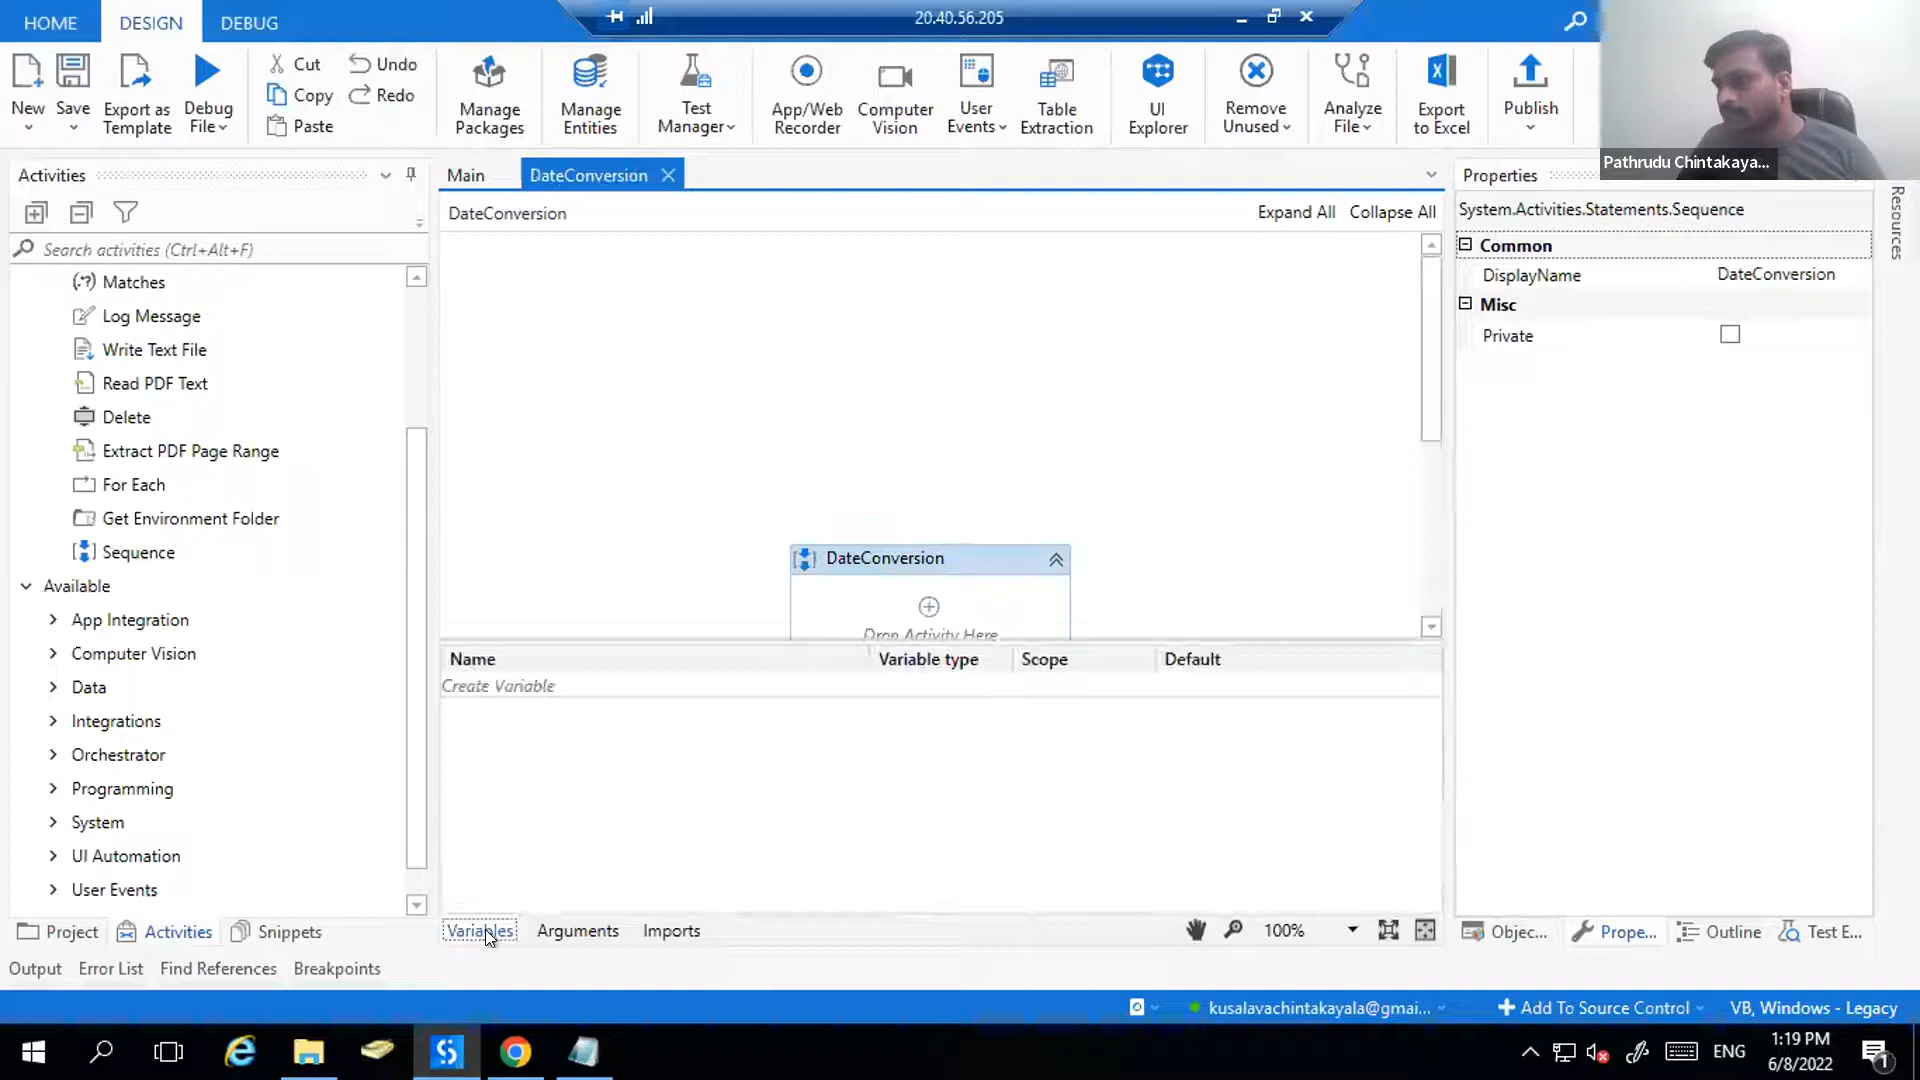 HOME
DESIGN
DEBUG
20.40.56.205
New
Save
Export as
Template
Debug
File
Cut
Copy
Paste
Undo
Redo
Manage
Packages
Manage
Entities
Test
Manager
App/Web
Recorder
Computer
Vision
User
Events
Table
Extraction
UI
Explorer
Remove
Unused
Analyze
File
Export
to Excel
Publish
Pathrudu Chintakaya...
Activities
Search activities (Ctrl+Alt+F)
Matches
Log Message
Write Text File
Read PDF Text
Delete
Extract PDF Page Range
For Each
Get Environment Folder
Sequence
Available
App Integration
Computer Vision
Data
Integrations
Orchestrator
Programming
System
UI Automation
User Events
Project
Activities
Snippets
Main
DateConversion
DateConversion
Expand All
Collapse All
DateConversion
Drop Activity Here
Name
Variable type
Scope
Default
Create Variable
Variables
Arguments
Imports
100%
Properties
System.Activities.Statements.Sequence
Common
DisplayName
DateConversion
Misc
Private
Resources
Objec...
Prope...
Outline
Test E...
Output
Error List
Find References
Breakpoints
kusalavachintakayala@gmai...
Add To Source Control
VB, Windows - Legacy
ENG
1:19 PM
6/8/2022
1